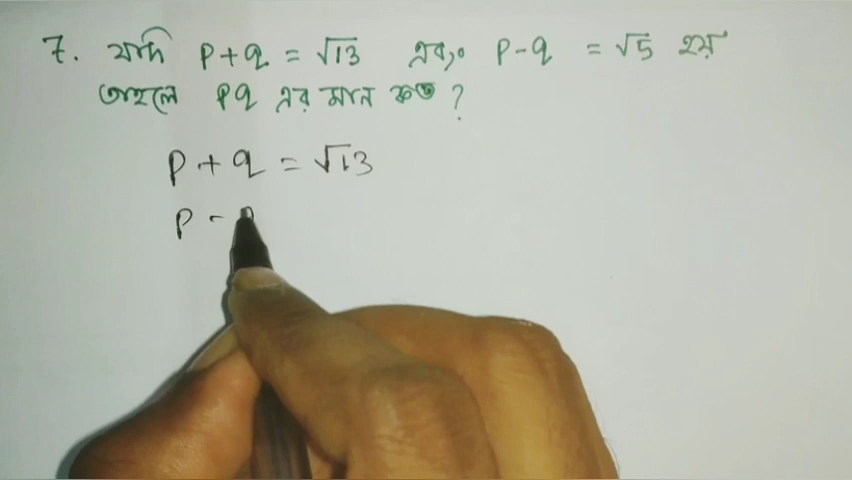 7. যদি p+q = √13 এবং p-q = √5 হয়
তাহলে pq এর মান কত ?
p + q = √13
p -